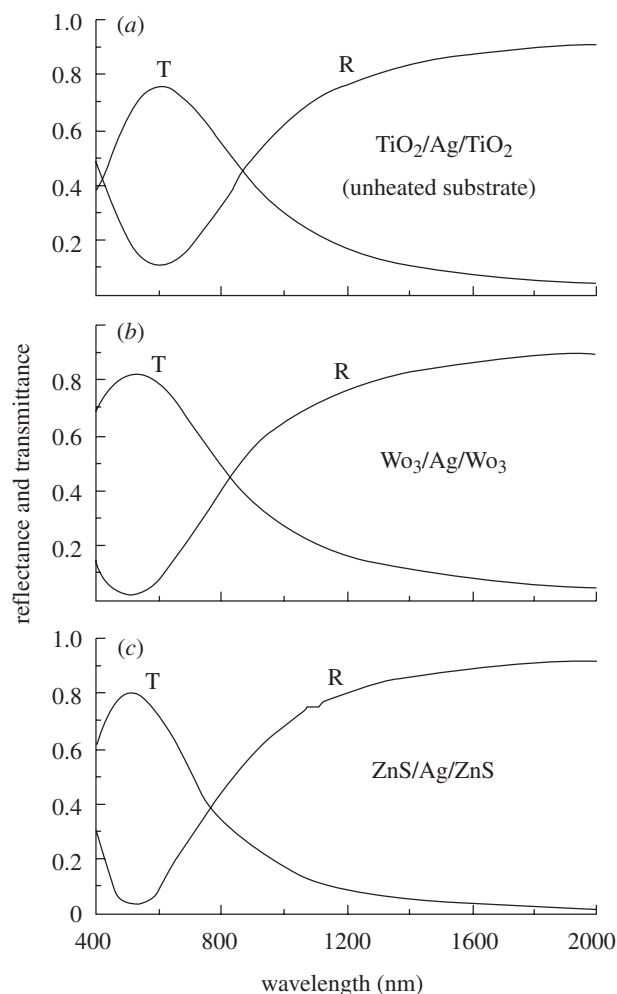 1.0
(a)
T
R
0.8
0.6
TiO₂/Ag/TiO₂
0.4
(unheated substrate)
0.2
(b)
T
R
0.8
0.6
Wo₃/Ag/Wo₃
0.4
0.2
1.0
(c)
T
R
0.8
0.6
ZnS/Ag/ZnS
0.4
0.2
0
400 800 1200 1600 2000
wavelength (nm)
reflectance and transmittance